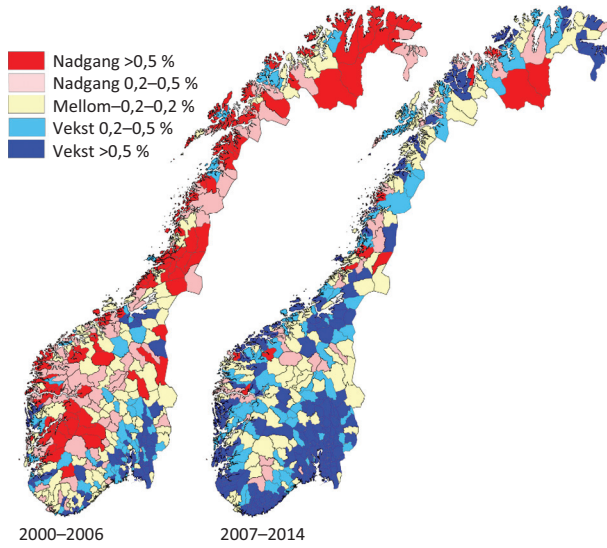 Nadgang >0,5 %
Nadgang 0,2–0,5 %
Mellom–0,2–0,2 %
Vekst 0,2–0,5 %
Vekst >0,5 %
2000–2006
2007–2014